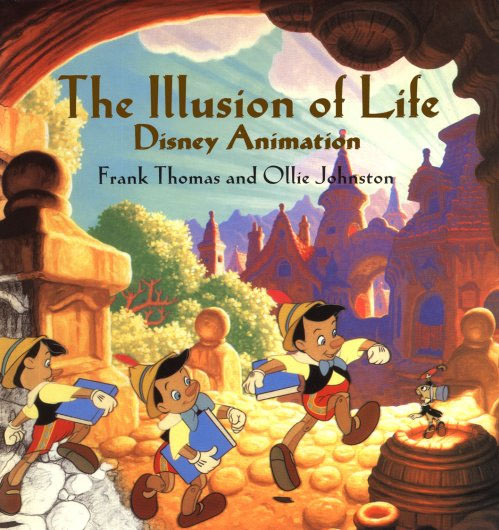 The Illusion of Life
Disney Animation
Frank Thomas and Ollie Johnston